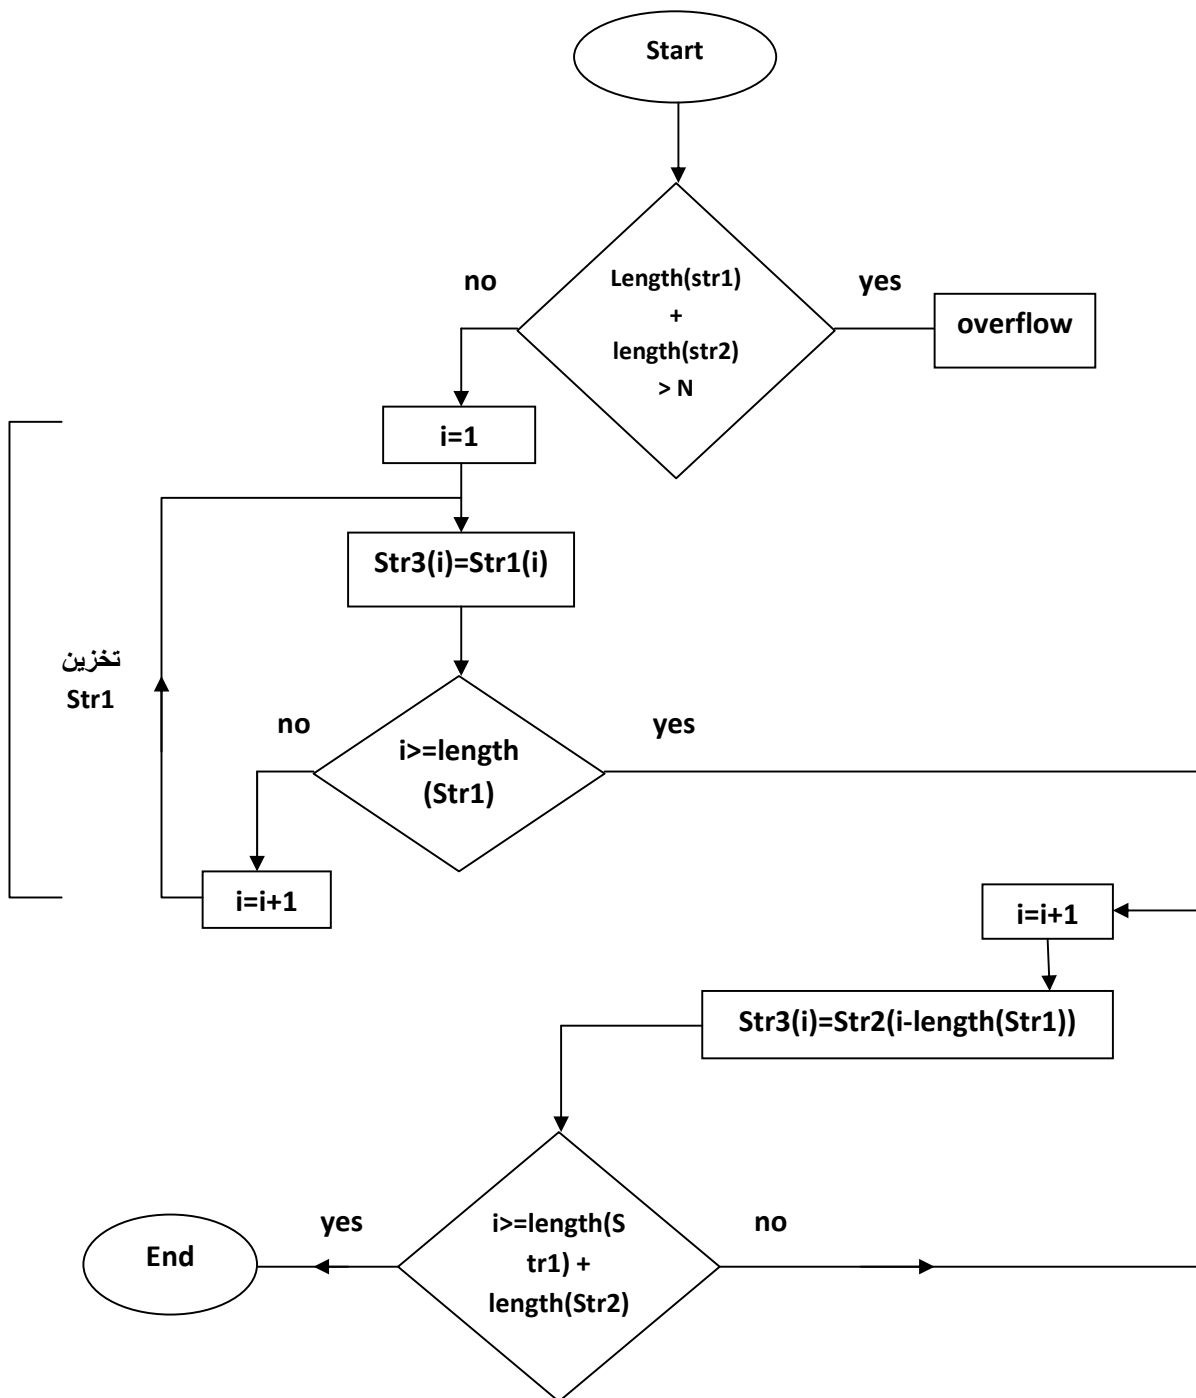 Start
no
Length(str1)
+
length(str2)
> N
yes
overflow
i=1
Str3(i)=Str1(i)
تخزين
Str1
no
i>=length
(Str1)
yes
i=i+1
i=i+1
Str3(i)=Str2(i-length(Str1))
End
yes
i>=length(S
tr1) +
length(Str2)
no